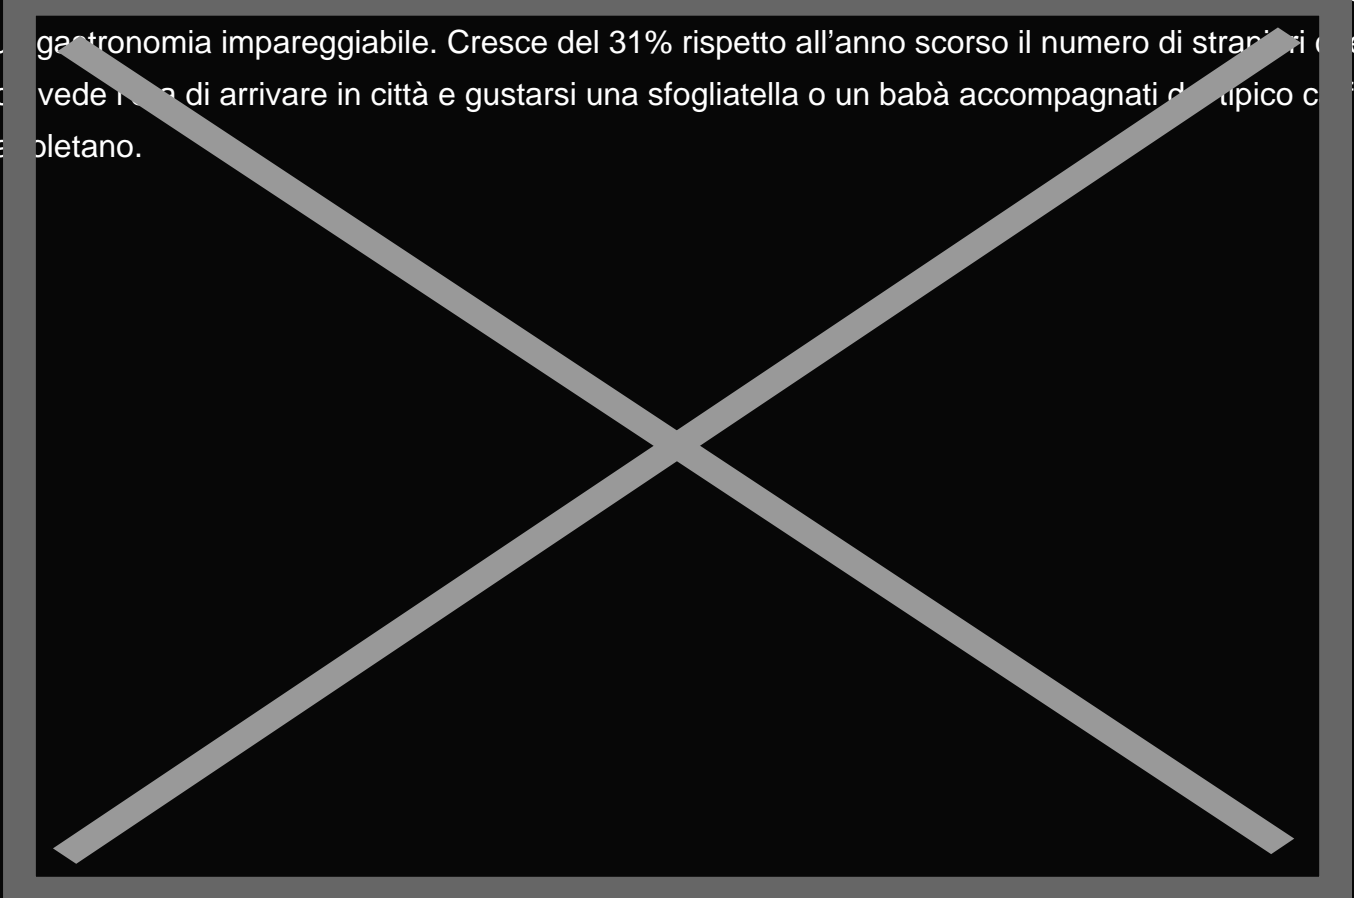 gastronomia impareggiabile. Cresce del 31% rispetto all’anno scorso il numero di stranieri
vede di arrivare in città e gustarsi una sfogliatella o un babà accompagnati tipico
oletano.